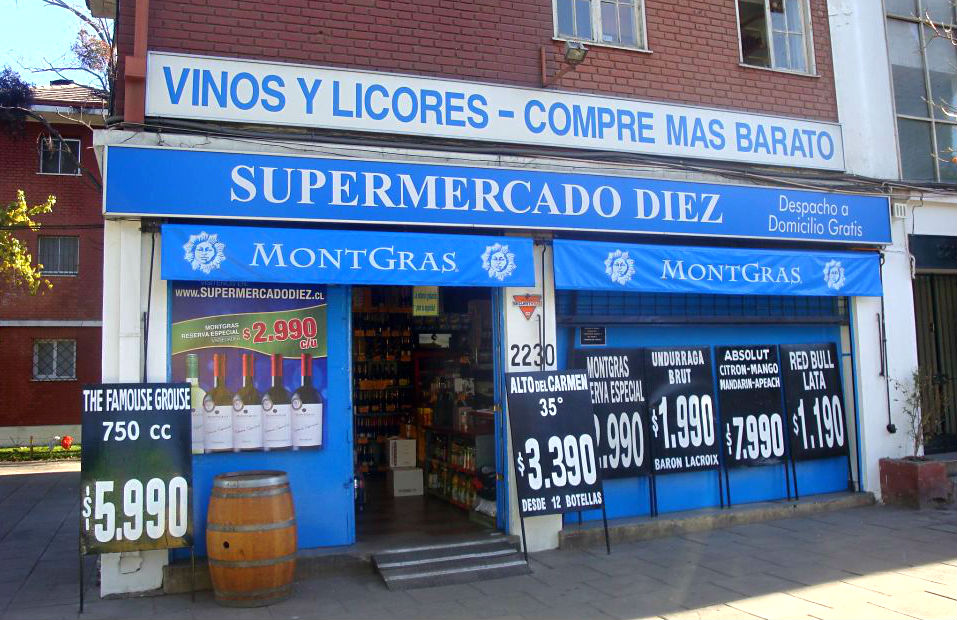 VINOS Y LICORES - COMPRE MAS BARATO
SUPERMERCADO DIEZ
Despacho a
Domicilio Gratis
MONTGRAS
MONTGRAS
www.SUPERMERCADODIEZ.CL
MONTGRAS
RESERVA ESPECIAL
VARIEDADES
$2.990
c/u
2230
THE FAMOUSE GROUSE
750 cc
$5.990
ALTO DEL CARMEN
35°
$3.390
DESDE 12 BOTELLAS
MONTGRAS
ERVA ESPECIAL
.990
UNDURRAGA
BRUT
$1.990
BARON LACROIX
ABSOLUT
CITRON-MANGO
MANDARIN-APEACH
$7.990
RED BULL
LATA
$1.190